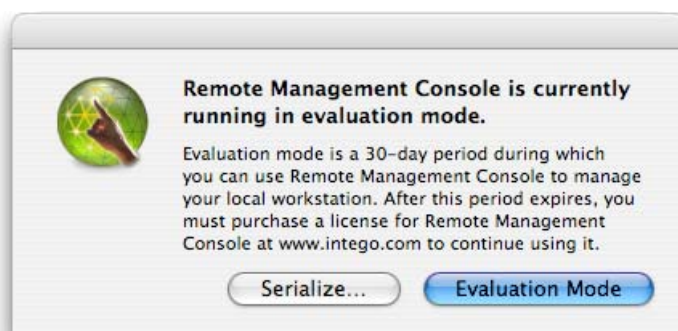 Remote Management Console is currently
running in evaluation mode.
Evaluation mode is a 30-day period during which
you can use Remote Management Console to manage
your local workstation. After this period expires, you
must purchase a license for Remote Management
Console at www.intego.com to continue using it.
Serialize... Evaluation Mode